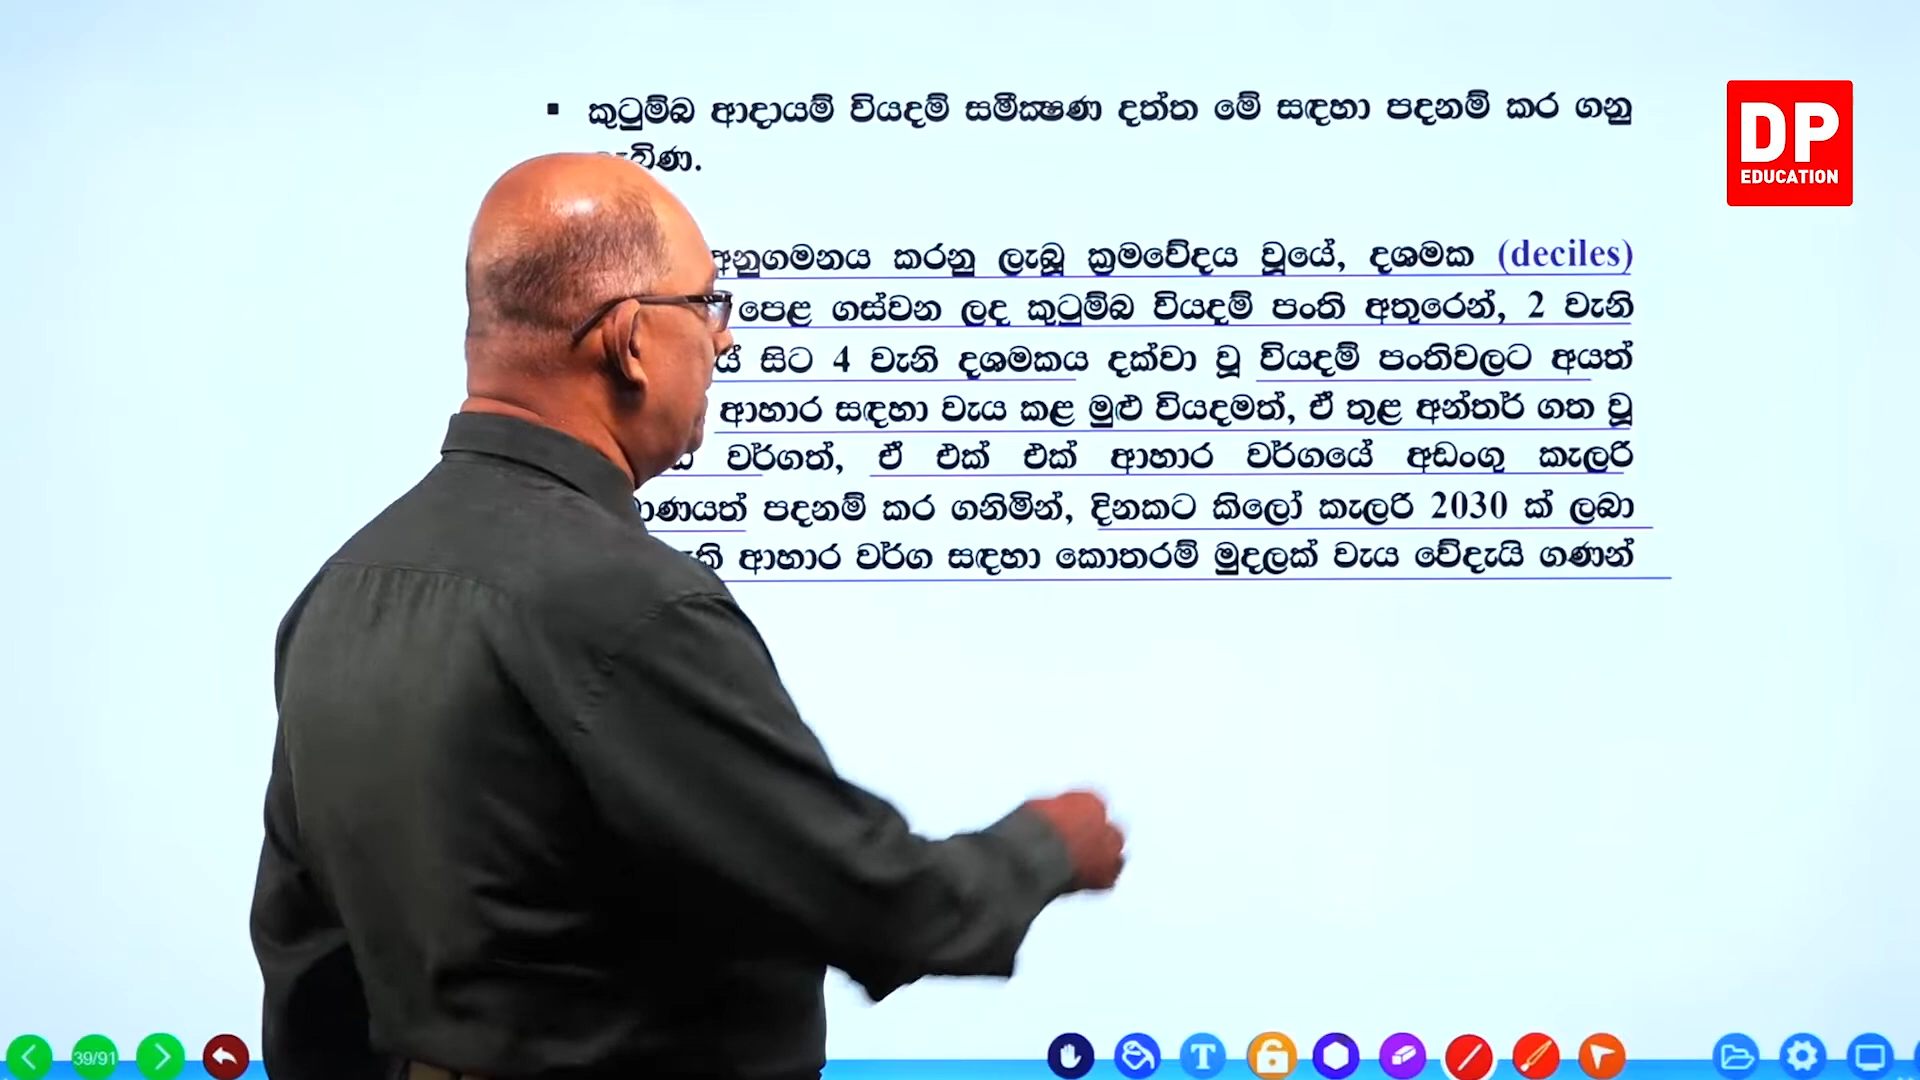 ▪ කුටුම්බ ආදායම් වියදම් සමීක්‍ෂණ දත්ත මේ සඳහා පදනම් කර ගනු
DP
EDUCATION
අනුගමනය කරනු ලැබූ ක්‍රමවේදය වූයේ, දශමක (deciles)
පෙළ ගස්වන ලද කුටුම්බ වියදම් පංති අතුරෙන්, 2 වැනි
සිට 4 වැනි දශමකය දක්වා වූ වියදම් පංතිවලට අයත්
ආහාර සඳහා වැය කළ මුළු වියදමත්, ඒ තුළ අන්තර් ගත වූ
වර්ගත්, ඒ එක් එක් ආහාර වර්ගයේ අඩංගු කැලරි
පදනම් කර ගනිමින්, දිනකට කිලෝ කැලරි 2030 ක් ලබා
ආහාර වර්ග සඳහා කොතරම් මුදලක් වැය වේදැයි ගණන්
39/91
T